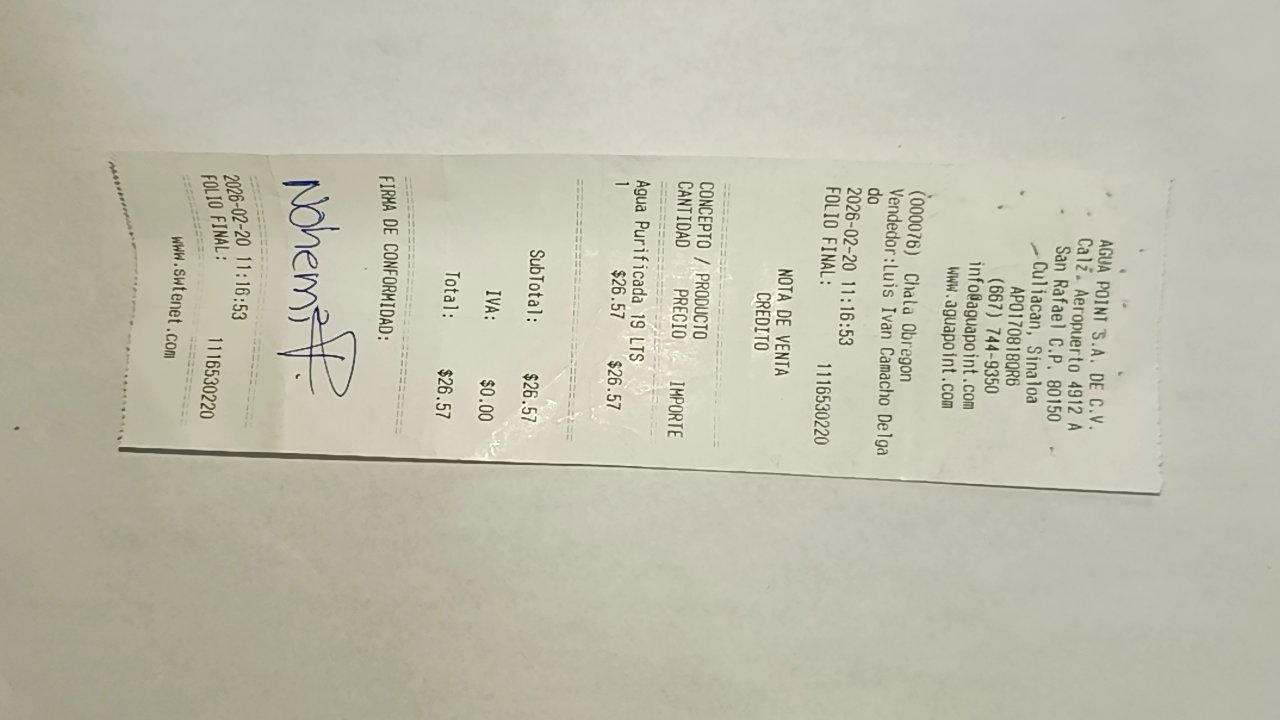 AGUA POINT S.A. DE C.V.
Calz. Aeropuerto 4912 A
San Rafael C.P. 80150
Culiacan, Sinaloa
APO170818QR6
(667) 744-9350
info@aguapoint.com
www.aguapoint.com
(000076) Chala Obregon
Vendedor:Luis Ivan Camacho Delga
do
2026-02-20 11:16:53
FOLIO FINAL: 1116530220
NOTA DE VENTA
CREDITO
CONCEPTO / PRODUCTO
CANTIDAD PRECIO IMPORTE
Agua Purificada 19 LTS
1 $26.57 $26.57
SubTotal: $26.57
IVA: $0.00
Total: $26.57
FIRMA DE CONFORMIDAD:
Nohemi
2026-02-20 11:16:53
FOLIO FINAL: 1116530220
www.swtenet.com